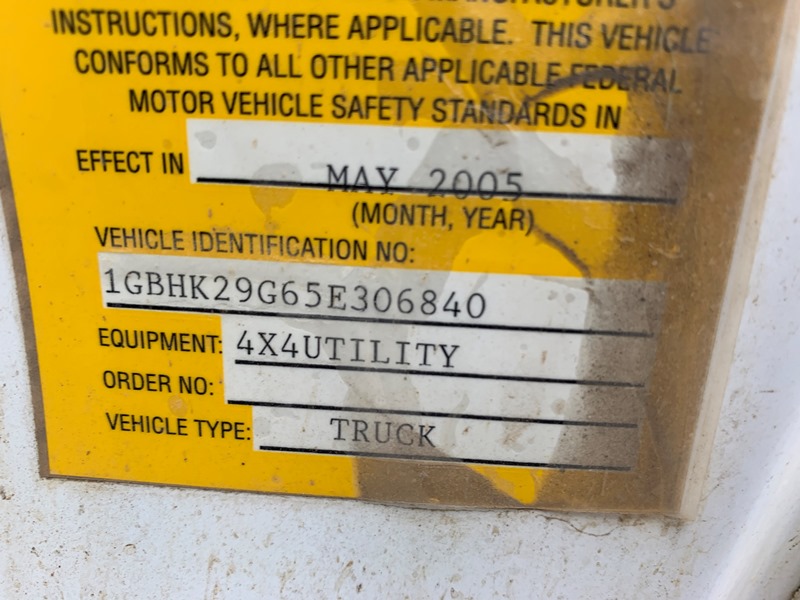 MANUFACTURER'S
INSTRUCTIONS, WHERE APPLICABLE. THIS VEHICLE
CONFORMS TO ALL OTHER APPLICABLE FEDERAL
MOTOR VEHICLE SAFETY STANDARDS IN
EFFECT IN MAY 2005
(MONTH, YEAR)
VEHICLE IDENTIFICATION NO:
1GBHK29G65E306840
EQUIPMENT: 4X4UTILITY
ORDER NO:
VEHICLE TYPE: TRUCK